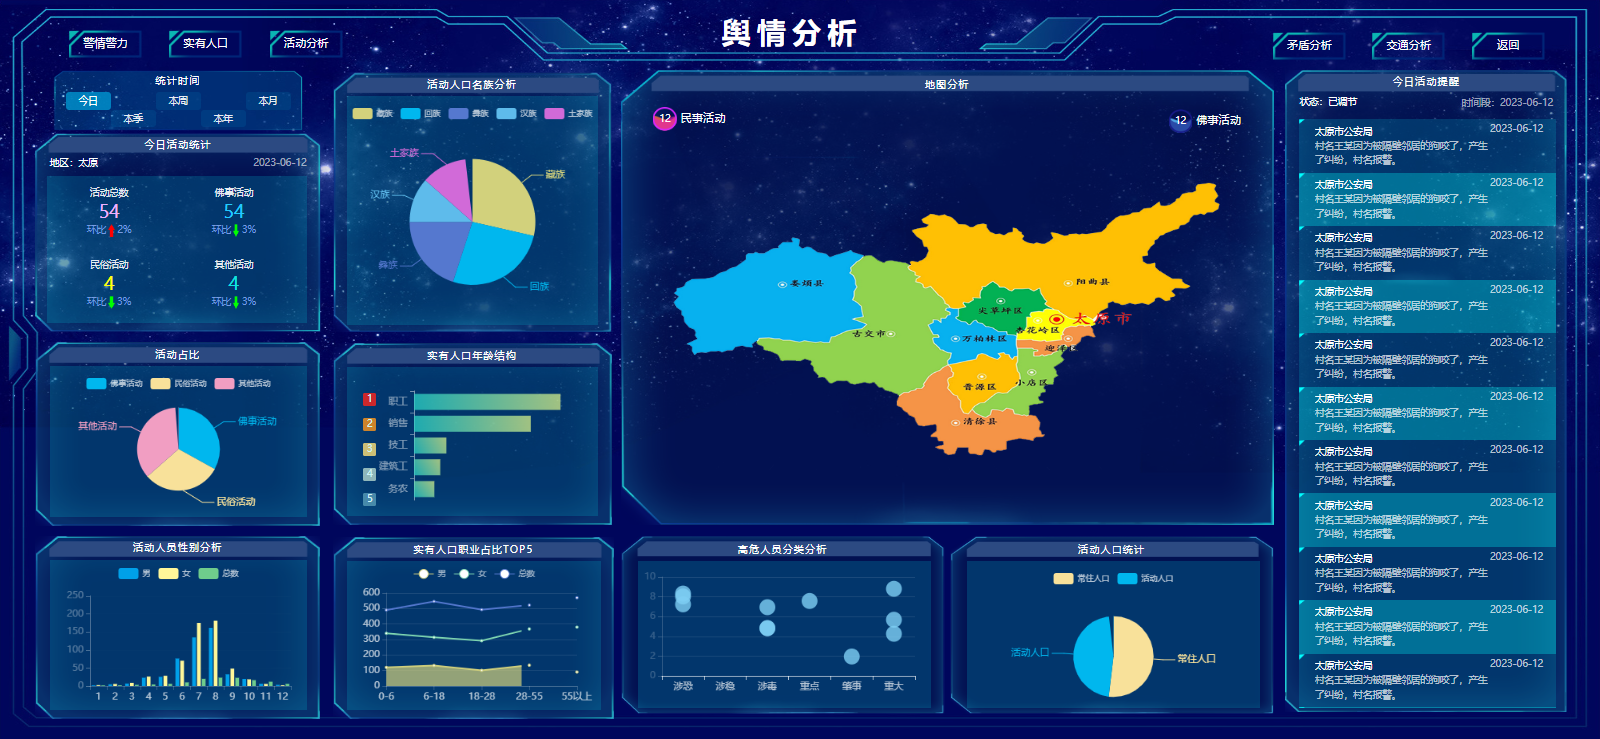 舆情分析
警情警力
实有人口
活动分析
矛盾分析
交通分析
返回
统计时间
今日
本周
本月
本季
本年
今日活动统计
地区: 太原
2023-06-12
活动总数
佛事活动
54
54
环比 2%
环比 3%
民俗活动
其他活动
4
4
环比 3%
环比 3%
活动占比
佛事活动
民俗活动
其他活动
其他活动
佛事活动
民俗活动
活动人员性别分析
男
女
总数
250
200
150
100
50
0
1 2 3 4 5 6 7 8 9 10 11 12
活动人口名族分析
藏族
回族
彝族
汉族
土家族
土家族
藏族
汉族
彝族
回族
实有人口年龄结构
1 职工
2 销售
3 技工
4 建筑工
5 务农
实有人口职业占比TOP5
男
女
总数
600
500
400
300
200
100
0
0-6 6-18 18-28 28-55 55以上
地图分析
12 民事活动
12 佛事活动
娄烦县
阳曲县
古交市
尖草坪区
太原市
杏花岭区
万柏林区
迎泽区
晋源区
小店区
清徐县
高危人员分类分析
10
8
6
4
2
0
涉恐 涉稳 涉毒 重点 肇事 重大
活动人口统计
常住人口
活动人口
活动人口
常住人口
今日活动提醒
状态: 已调节
时间段: 2023-06-12
太原市公安局 2023-06-12
村名王某因为被隔壁邻居的狗咬了，产生
了纠纷，村名报警。
太原市公安局 2023-06-12
村名王某因为被隔壁邻居的狗咬了，产生
了纠纷，村名报警。
太原市公安局 2023-06-12
村名王某因为被隔壁邻居的狗咬了，产生
了纠纷，村名报警。
太原市公安局 2023-06-12
村名王某因为被隔壁邻居的狗咬了，产生
了纠纷，村名报警。
太原市公安局 2023-06-12
村名王某因为被隔壁邻居的狗咬了，产生
了纠纷，村名报警。
太原市公安局 2023-06-12
村名王某因为被隔壁邻居的狗咬了，产生
了纠纷，村名报警。
太原市公安局 2023-06-12
村名王某因为被隔壁邻居的狗咬了，产生
了纠纷，村名报警。
太原市公安局 2023-06-12
村名王某因为被隔壁邻居的狗咬了，产生
了纠纷，村名报警。
太原市公安局 2023-06-12
村名王某因为被隔壁邻居的狗咬了，产生
了纠纷，村名报警。
太原市公安局 2023-06-12
村名王某因为被隔壁邻居的狗咬了，产生
了纠纷，村名报警。
太原市公安局 2023-06-12
村名王某因为被隔壁邻居的狗咬了，产生
了纠纷，村名报警。